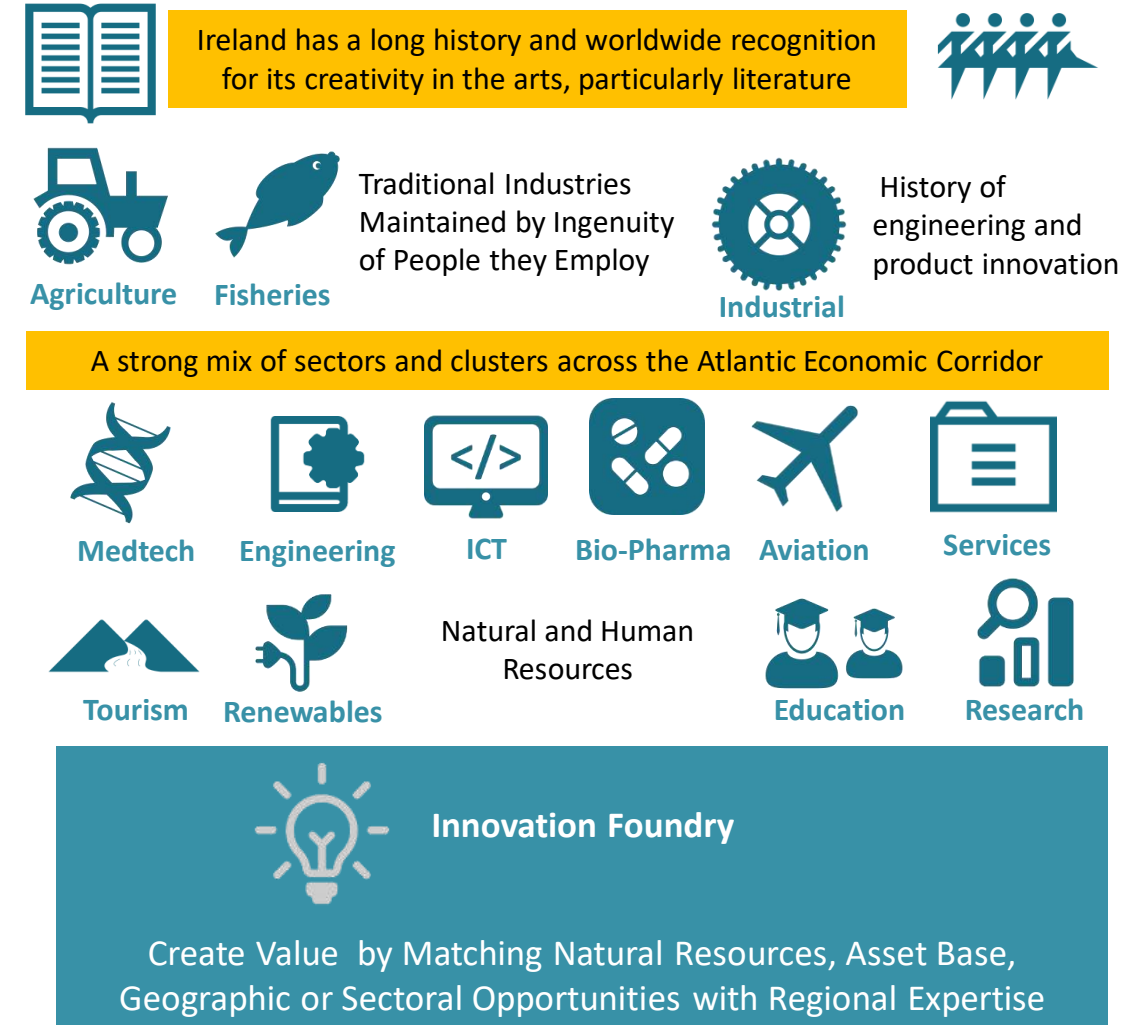 Ireland has a long history and worldwide recognition
for its creativity in the arts, particularly literature
Traditional Industries
Maintained by Ingenuity
of People they Employ
History of
engineering and
product innovation
Agriculture
Fisheries
Industrial
A strong mix of sectors and clusters across the Atlantic Economic Corridor
</>
Medtech
Engineering
ICT
Bio-Pharma
Aviation
Services
Natural and Human
Resources
Tourism
Renewables
Education
Research
Innovation Foundry
Create Value by Matching Natural Resources, Asset Base,
Geographic or Sectoral Opportunities with Regional Expertise